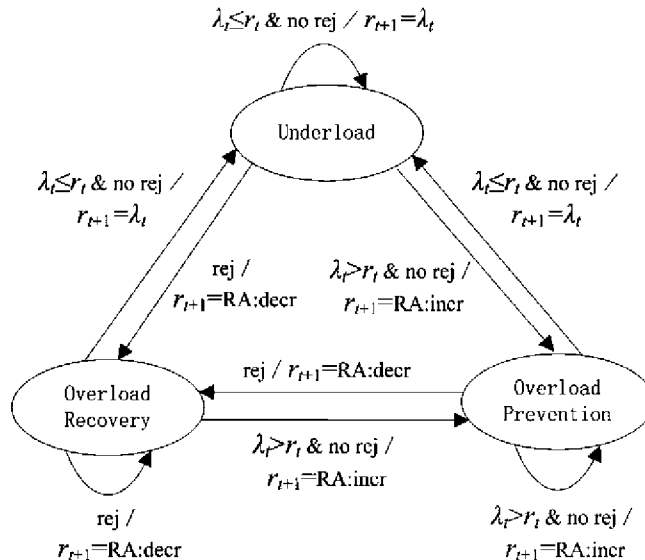 λt≤rt & no rej / rt+1=λt
Underload
λt≤rt & no rej /
rt+1=λt
λt≤rt & no rej /
rt+1=λt
rej /
rt+1=RA:decr
λt>rt & no rej /
rt+1=RA:incr
Overload
Recovery
rej / rt+1=RA:decr
Overload
Prevention
λt>rt & no rej /
rt+1=RA:incr
rej /
rt+1=RA:decr
λt>rt & no rej /
rt+1=RA:incr